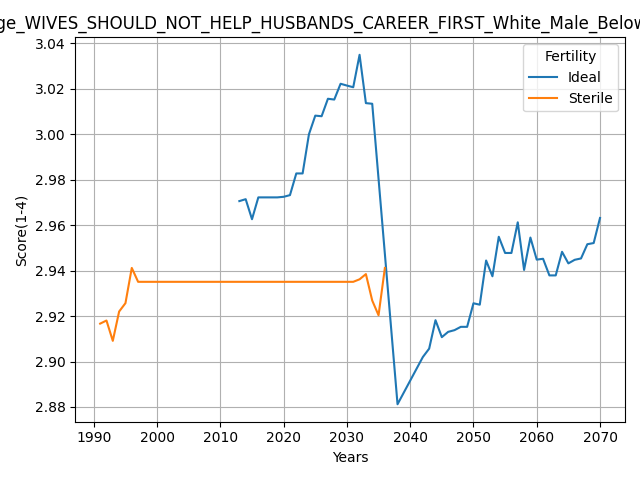 ge_WIVES_SHOULD_NOT_HELP_HUSBANDS_CAREER_FIRST_White_Male_Below
3.04
3.02
3.00
2.98
2.96
2.94
2.92
2.90
2.88
Score(1-4)
Fertility
Ideal
Sterile
1990 2000 2010 2020 2030 2040 2050 2060 2070
Years